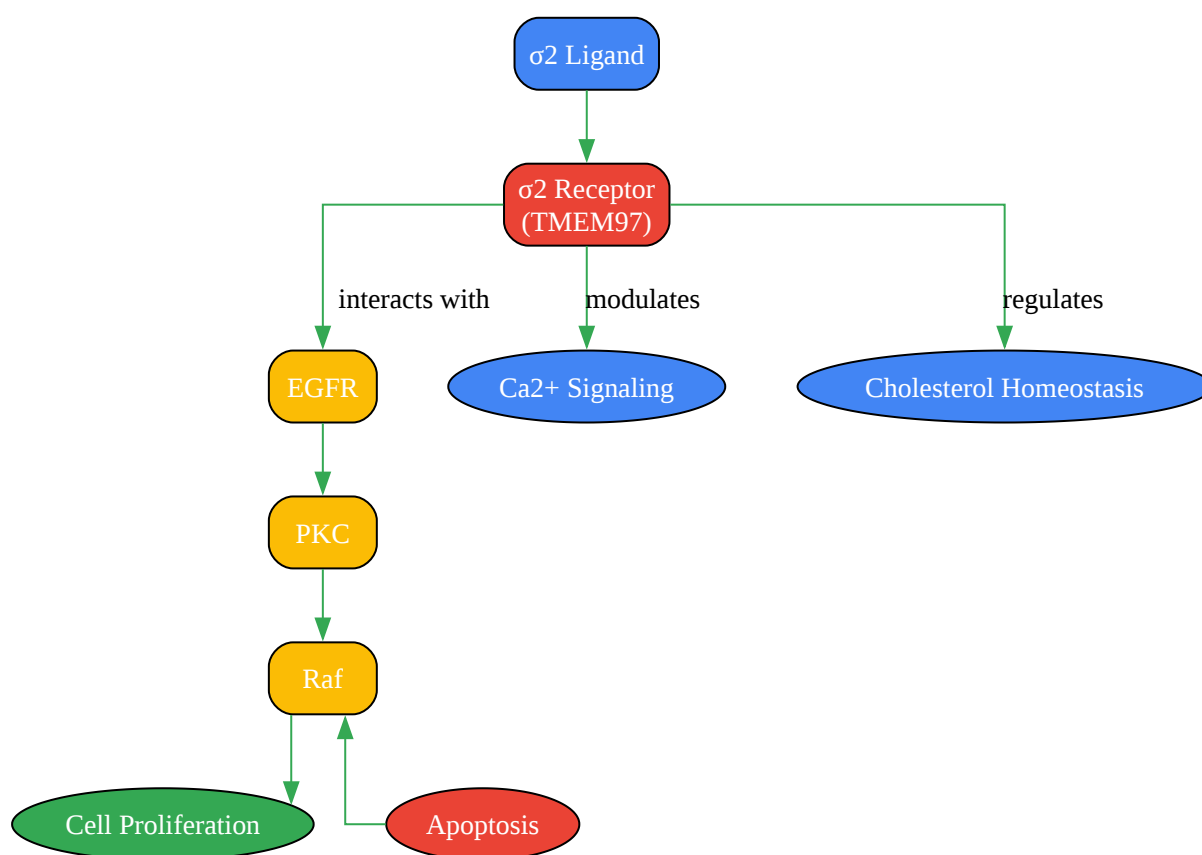 σ2 Ligand
σ2 Receptor
(TMEM97)
interacts with
modulates
regulates
EGFR
Ca2+ Signaling
Cholesterol Homeostasis
PKC
Raf
Cell Proliferation
Apoptosis